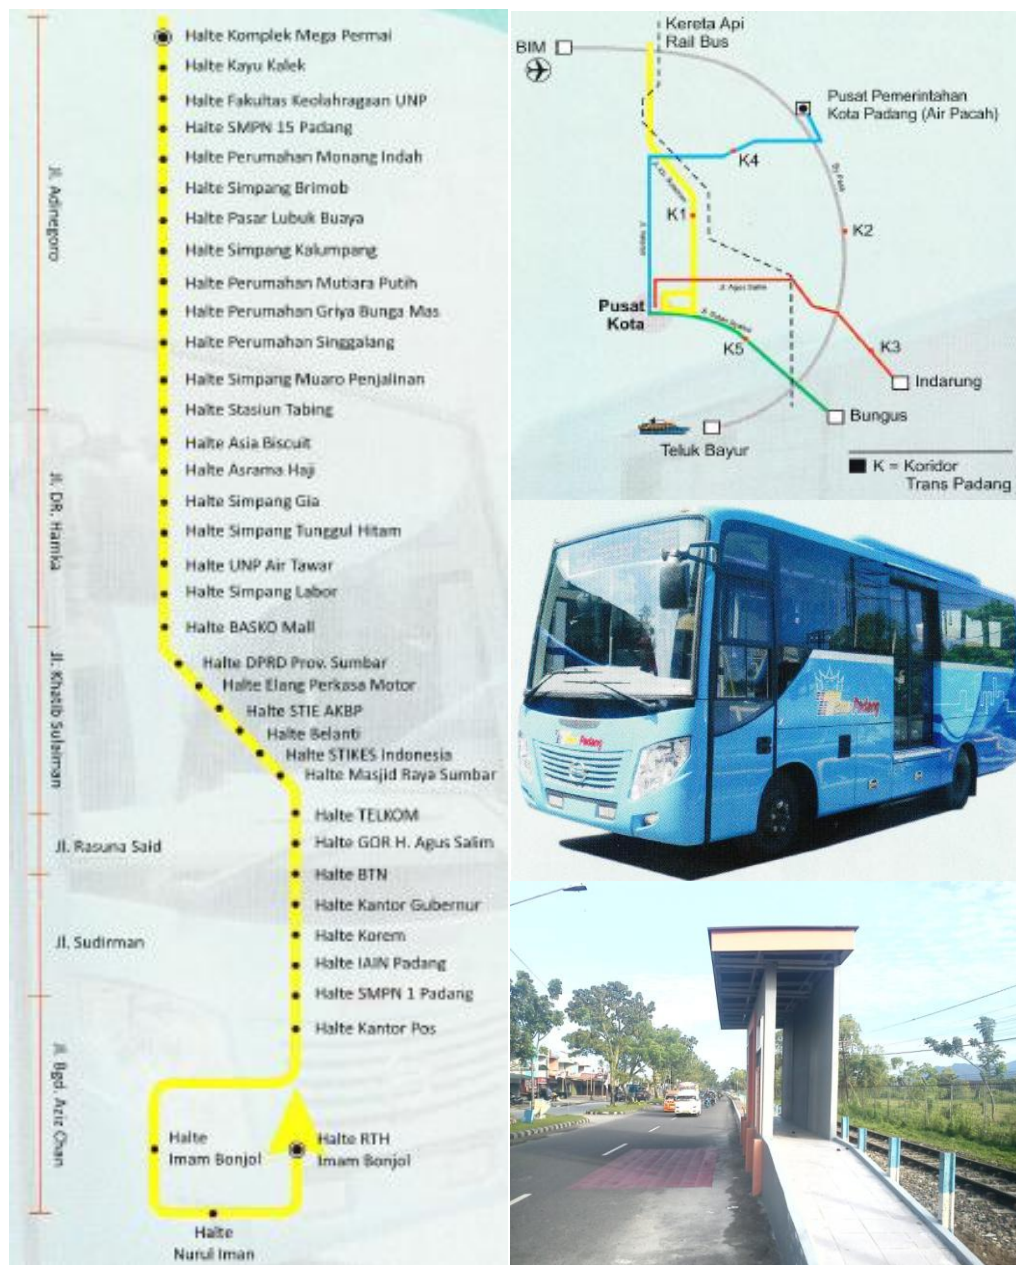 Halte Komplek Mega Permai
Halte Kayu Kalek
Halte Fakultas Keolahragaan UNP
Halte SMPN 15 Padang
Halte Perumahan Monang Indah
Halte Simpang Brimob
Halte Pasar Lubuk Buaya
Halte Simpang Kalumpang
Halte Perumahan Mutiara Putih
Halte Perumahan Griya Bunga Mas
Halte Perumahan Singgalang
Halte Simpang Muaro Penjalinan
Halte Stasiun Tabing
Halte Asia Biscuit
Halte Asrama Haji
Halte Simpang Gia
Halte Simpang Tunggul Hitam
Halte UNP Air Tawar
Halte Simpang Labor
Halte BASKO Mall
Halte DPRD Prov. Sumbar
Halte Elang Perkasa Motor
Halte STIE AKBP
Halte Belanti
Halte STIKES Indonesia
Halte Masjid Raya Sumbar
Halte TELKOM
Halte GOR H. Agus Salim
Halte BTN
Halte Kantor Gubernur
Halte Korem
Halte IAIN Padang
Halte SMPN 1 Padang
Halte Kantor Pos
Halte
Imam Bonjol
Halte RTH
Imam Bonjol
Halte
Nurul Iman
Jl. Adinegoro
Jl. DR. Hamka
Jl. Khatib Sulaiman
Jl. Rasuna Said
Jl. Sudirman
Jl. Bgd. Aziz Chan
Kereta Api
Rail Bus
BIM
Pusat Pemerintahan
Kota Padang (Air Pacah)
K4
By Pass
K1
K2
Jl. Agus Salim
Pusat
Kota
K5
K3
Indarung
Bungus
Teluk Bayur
K = Koridor
Trans Padang
Trans Padang
Padang